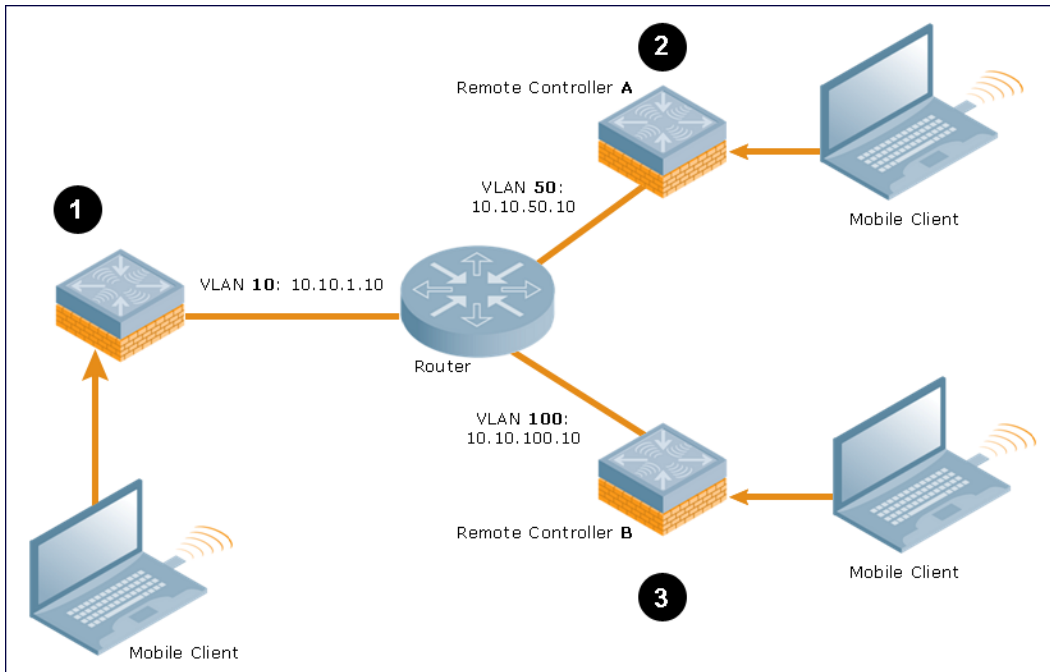 2
Remote Controller A
VLAN 50:
10.10.50.10
Mobile Client
1
VLAN 10: 10.10.1.10
Router
VLAN 100:
10.10.100.10
Remote Controller B
Mobile Client
3
Mobile Client